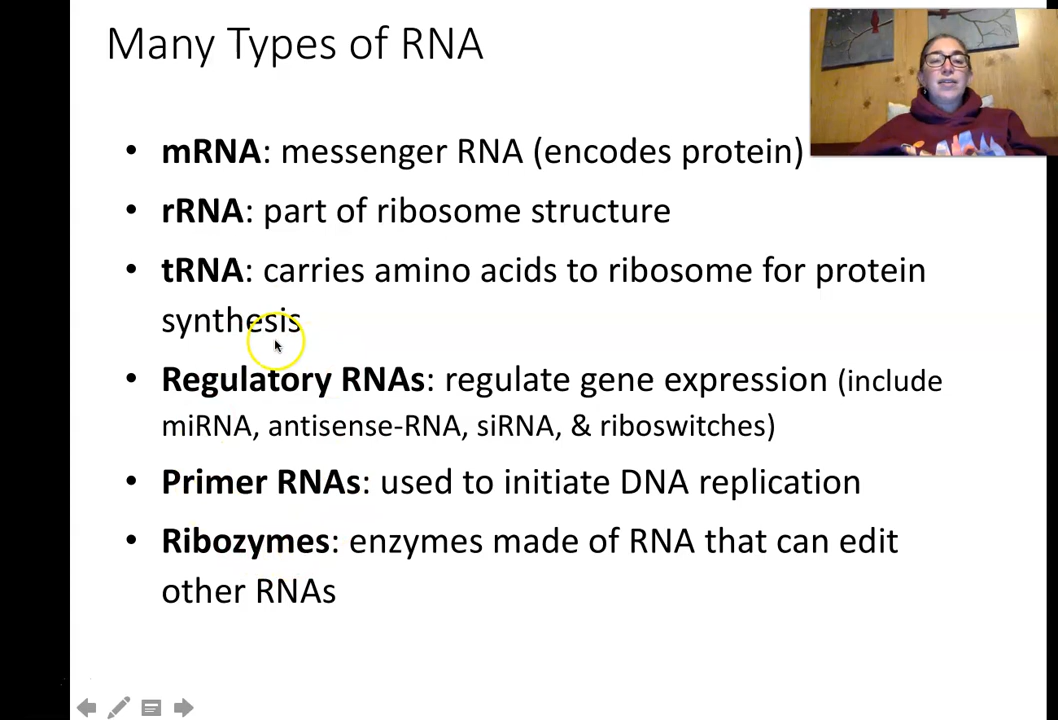 Many Types of RNA
• mRNA: messenger RNA (encodes protein)
• rRNA: part of ribosome structure
• tRNA: carries amino acids to ribosome for protein
synthesis
• Regulatory RNAs: regulate gene expression (include
miRNA, antisense-RNA, siRNA, & riboswitches)
• Primer RNAs: used to initiate DNA replication
• Ribozymes: enzymes made of RNA that can edit
other RNAs